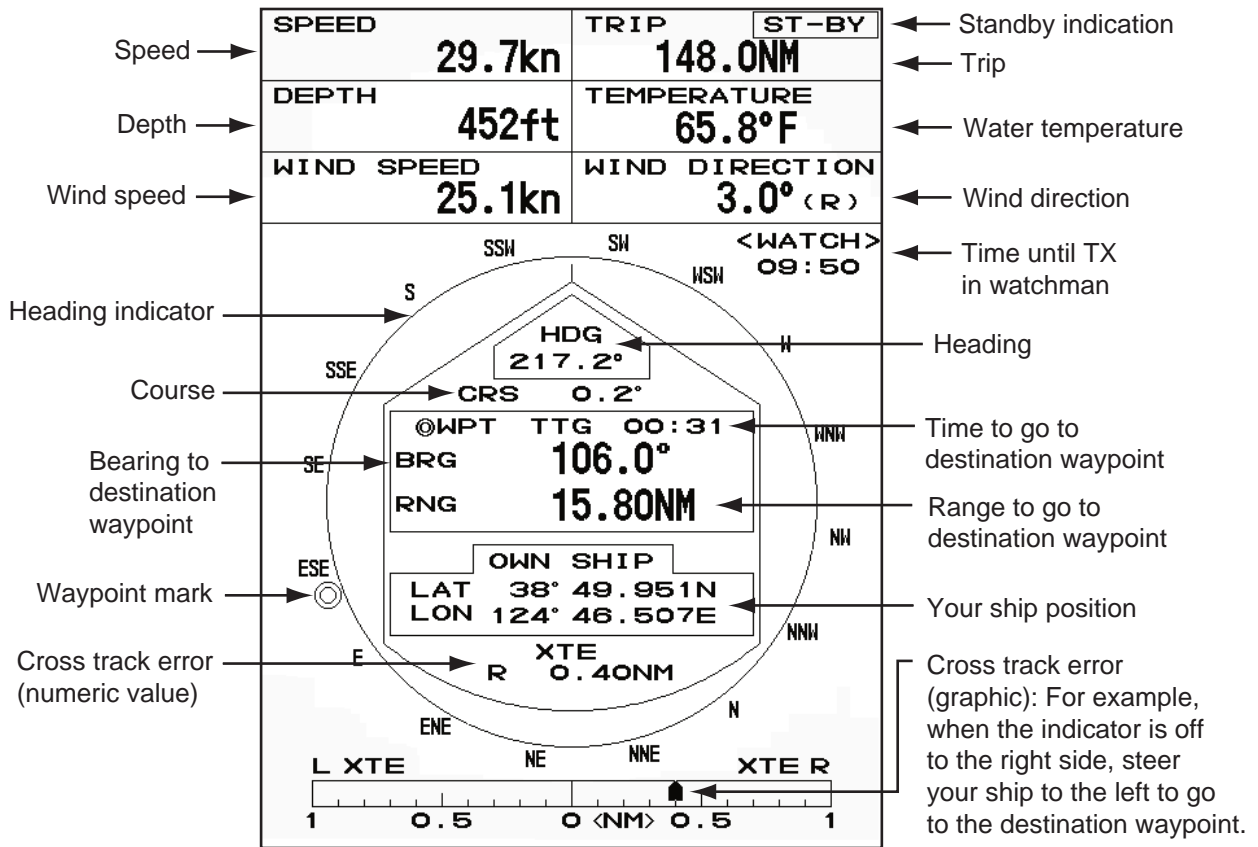 SPEED
29.7kn
TRIP
ST-BY
148.0NM
DEPTH
452ft
TEMPERATURE
65.8°F
WIND SPEED
25.1kn
WIND DIRECTION
3.0° (R)
<WATCH>
09:50
SSW
SW
WSW
S
W
SSE
WNW
SE
NW
ESE
NNW
E
N
ENE
NE
NNE
HDG
217.2°
CRS 0.2°
◎WPT TTG 00:31
BRG 106.0°
RNG 15.80NM
OWN SHIP
LAT 38° 49.951N
LON 124° 46.507E
XTE
R 0.40NM
L XTE
XTE R
1 0.5 0 <NM> 0.5 1
Speed
Depth
Wind speed
Heading indicator
Course
Bearing to
destination
waypoint
Waypoint mark
Cross track error
(numeric value)
Standby indication
Trip
Water temperature
Wind direction
Time until TX
in watchman
Heading
Time to go to
destination waypoint
Range to go to
destination waypoint
Your ship position
Cross track error
(graphic): For example,
when the indicator is off
to the right side, steer
your ship to the left to go
to the destination waypoint.